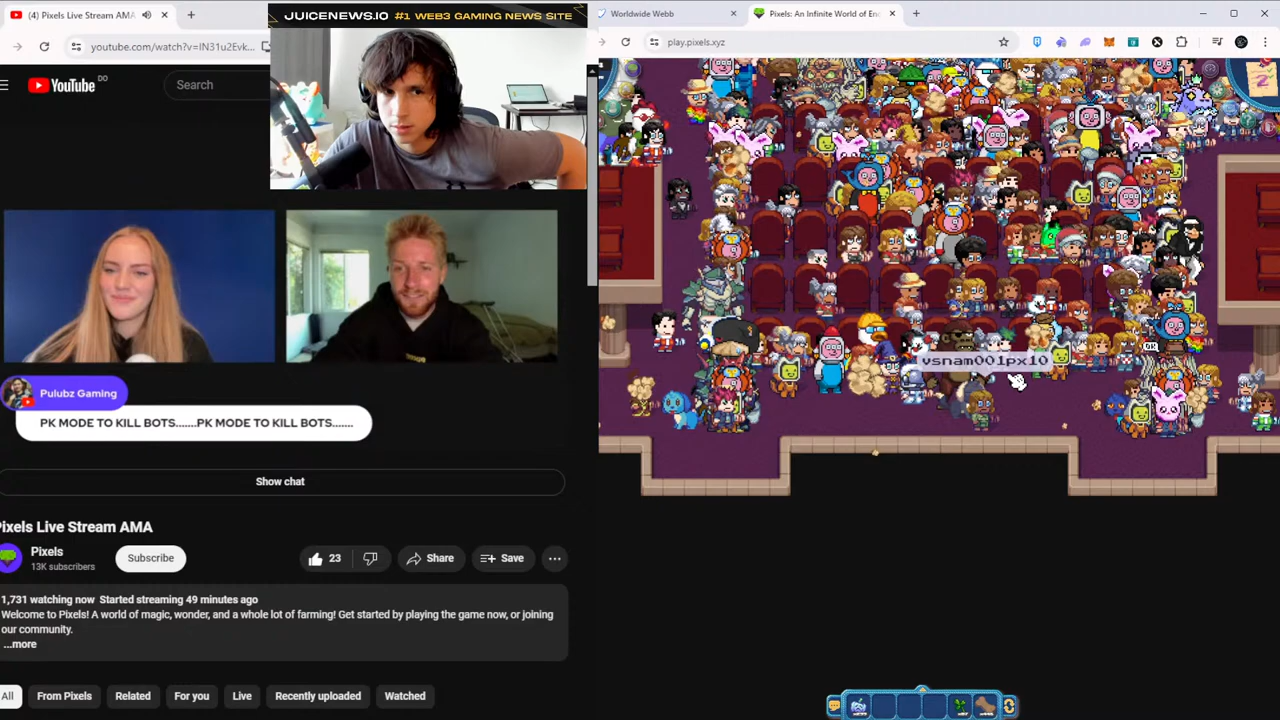 (4) Pixels Live Stream AMA
JUICENEWS.IO #1 WEB3 GAMING NEWS SITE
Worldwide Webb
Pixels: An Infinite World of En
youtube.com/watch?v=IN31u2Evk...
play.pixels.xyz
YouTube DO
Search
2
vsnam001px10
Pulubz Gaming
PK MODE TO KILL BOTS.......PK MODE TO KILL BOTS.......
Show chat
ixels Live Stream AMA
Pixels
13K subscribers
Subscribe
23
Share
Save
1,731 watching now Started streaming 49 minutes ago
Welcome to Pixels! A world of magic, wonder, and a whole lot of farming! Get started by playing the game now, or joining
our community.
...more
All
From Pixels
Related
For you
Live
Recently uploaded
Watched